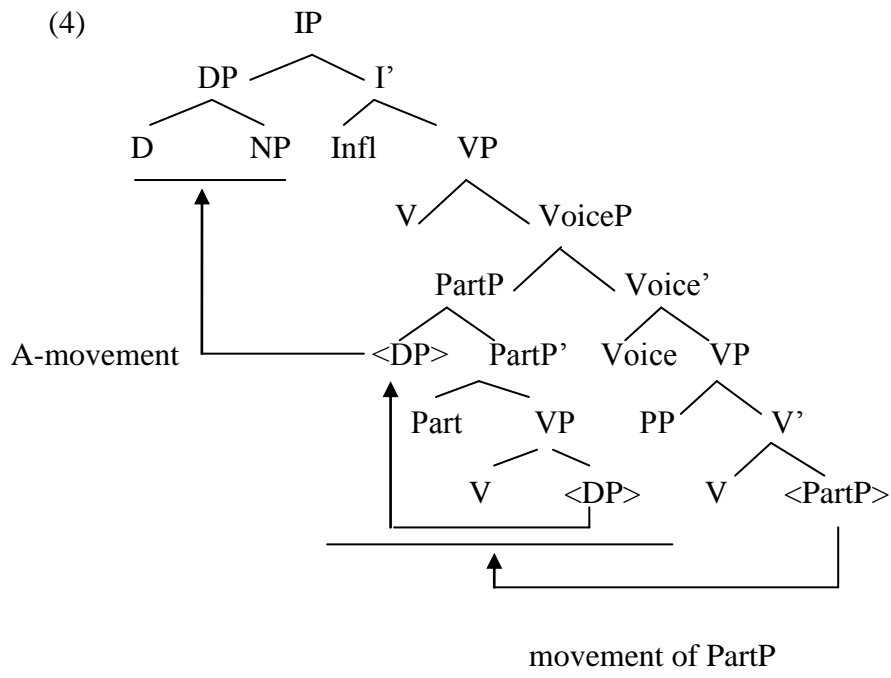 (4) IP
DP I’
D NP Infl VP
V VoiceP
PartP Voice’
A-movement <DP> PartP’ Voice VP
Part VP PP V’
V <DP> V <PartP>
movement of PartP